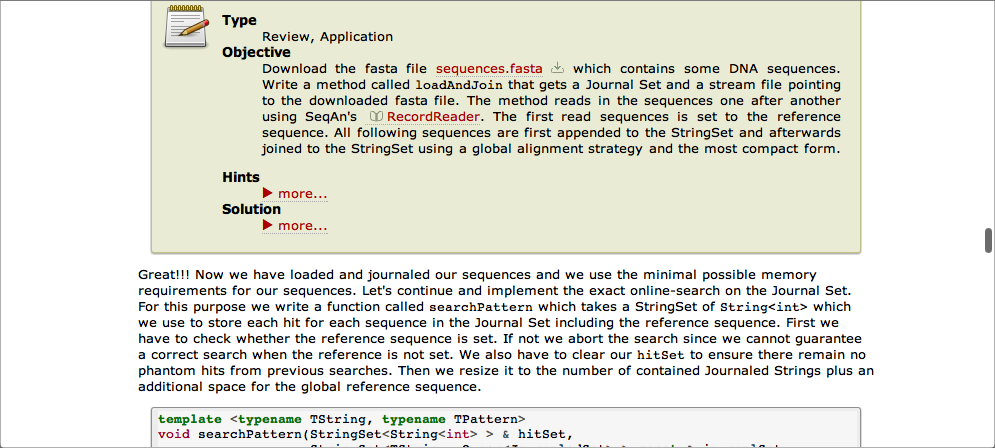 Type
Review, Application
Objective
Download the fasta file sequences.fasta which contains some DNA sequences.
Write a method called loadAndJoin that gets a Journal Set and a stream file pointing
to the downloaded fasta file. The method reads in the sequences one after another
using SeqAn's RecordReader. The first read sequences is set to the reference
sequence. All following sequences are first appended to the StringSet and afterwards
joined to the StringSet using a global alignment strategy and the most compact form.
Hints
▶ more...
Solution
▶ more...
Great!!! Now we have loaded and journaled our sequences and we use the minimal possible memory
requirements for our sequences. Let's continue and implement the exact online-search on the Journal Set.
For this purpose we write a function called searchPattern which takes a StringSet of String<int> which
we use to store each hit for each sequence in the Journal Set including the reference sequence. First we
have to check whether the reference sequence is set. If not we abort the search since we cannot guarantee
a correct search when the reference is not set. We also have to clear our hitSet to ensure there remain no
phantom hits from previous searches. Then we resize it to the number of contained Journaled Strings plus an
additional space for the global reference sequence.
template <typename TString, typename TPattern>
void searchPattern(StringSet<String<int> > & hitSet,